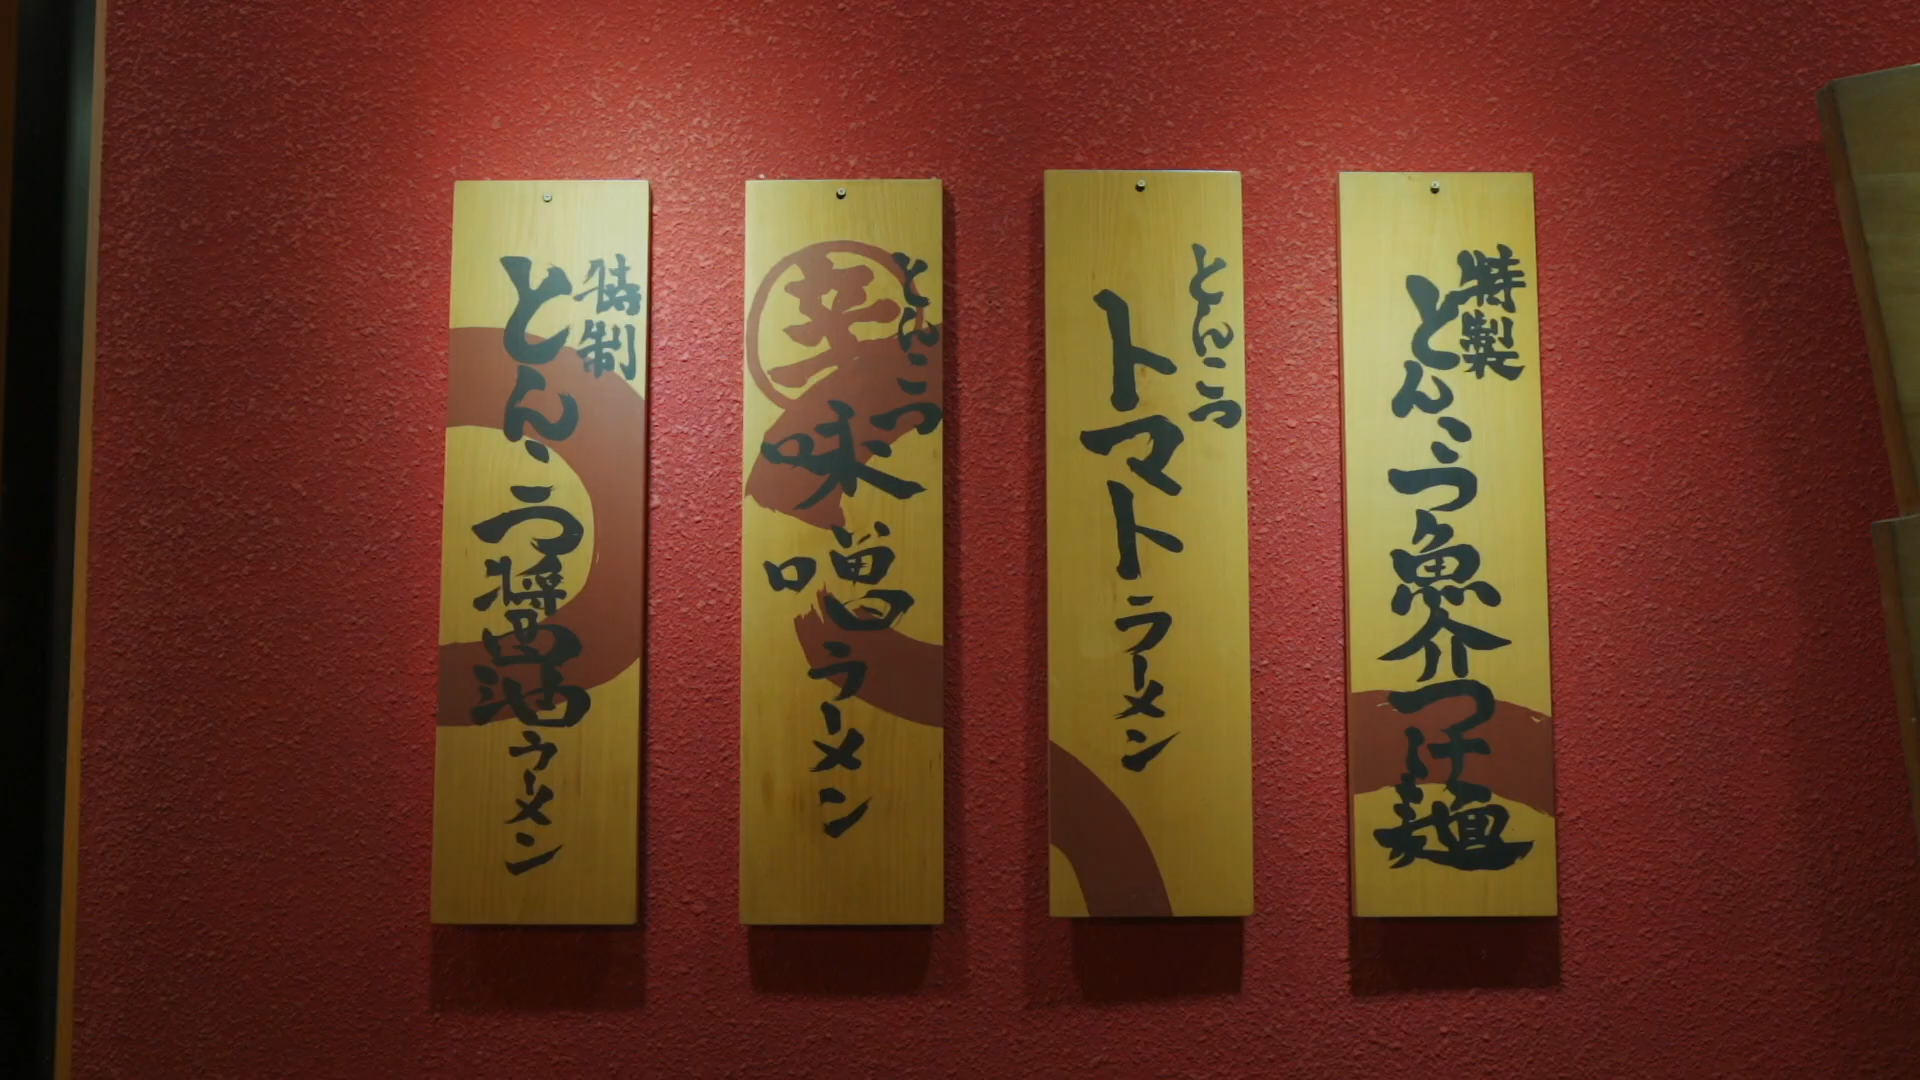 特制
とんこつ醤油ラーメン
とんこつ
辛
味噌ラーメン
とんこつ
トマトラーメン
特製
とんこつ魚介つけ麺